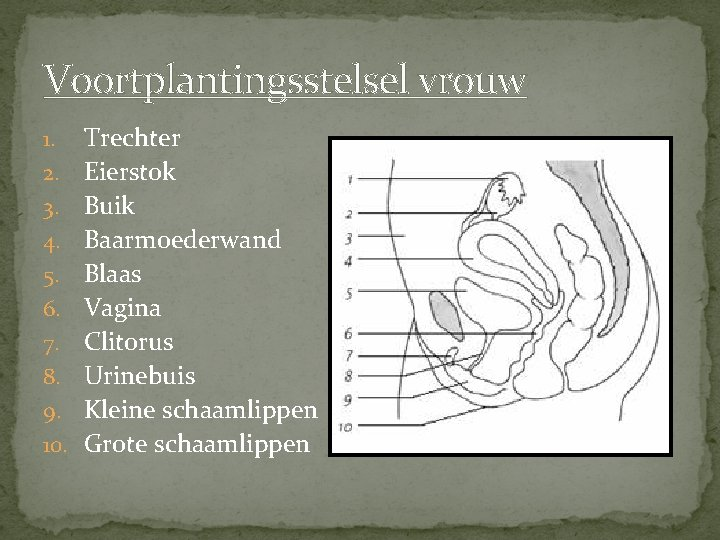 Voortplantingsstelsel vrouw
1. Trechter
2. Eierstok
3. Buik
4. Baarmoederwand
5. Blaas
6. Vagina
7. Clitorus
8. Urinebuis
9. Kleine schaamlippen
10. Grote schaamlippen
1
2
3
4
5
6
7
8
9
10